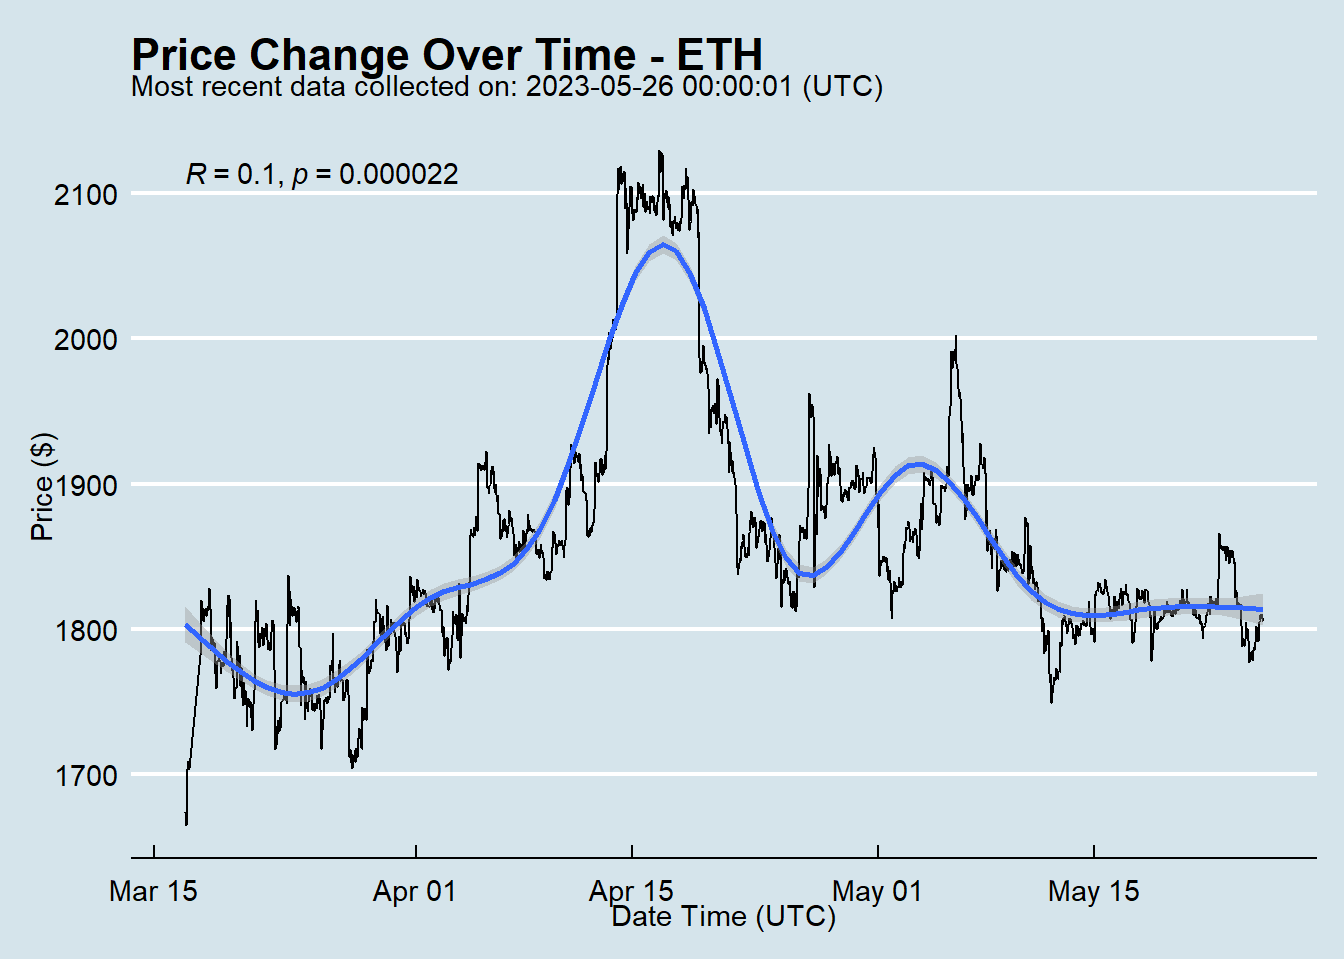 Price Change Over Time - ETH
Most recent data collected on: 2023-05-26 00:00:01 (UTC)
R = 0.1, p = 0.000022
2100
2000
1900
1800
1700
Price ($)
Mar 15
Apr 01
Apr 15
May 01
May 15
Date Time (UTC)